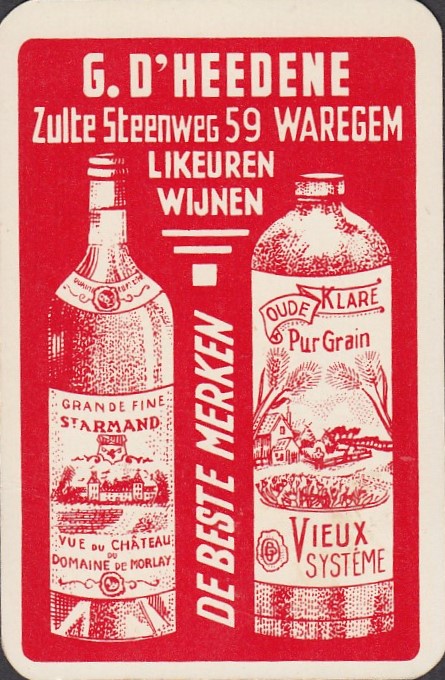 G. D'HEEDENE
Zulte Steenweg 59 WAREGEM
LIKEUREN
WIJNEN
DE BESTE MERKEN
GRANDE FINE
ST ARMAND
VUE DU CHÂTEAU
DU
DOMAINE DE MORLAY
OUDE KLARE
Pur Grain
VIEUX
SYSTÉME